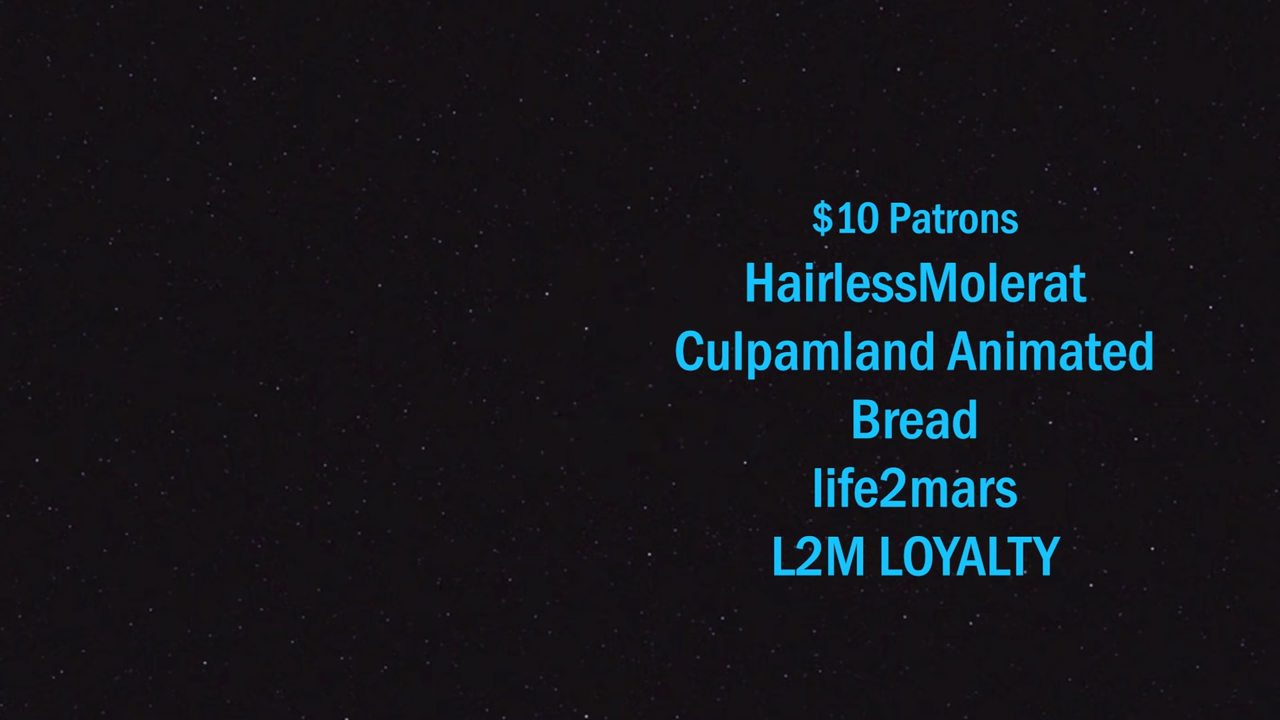 $10 Patrons
HairlessMolerat
Culpamland Animated
Bread
life2mars
L2M LOYALTY